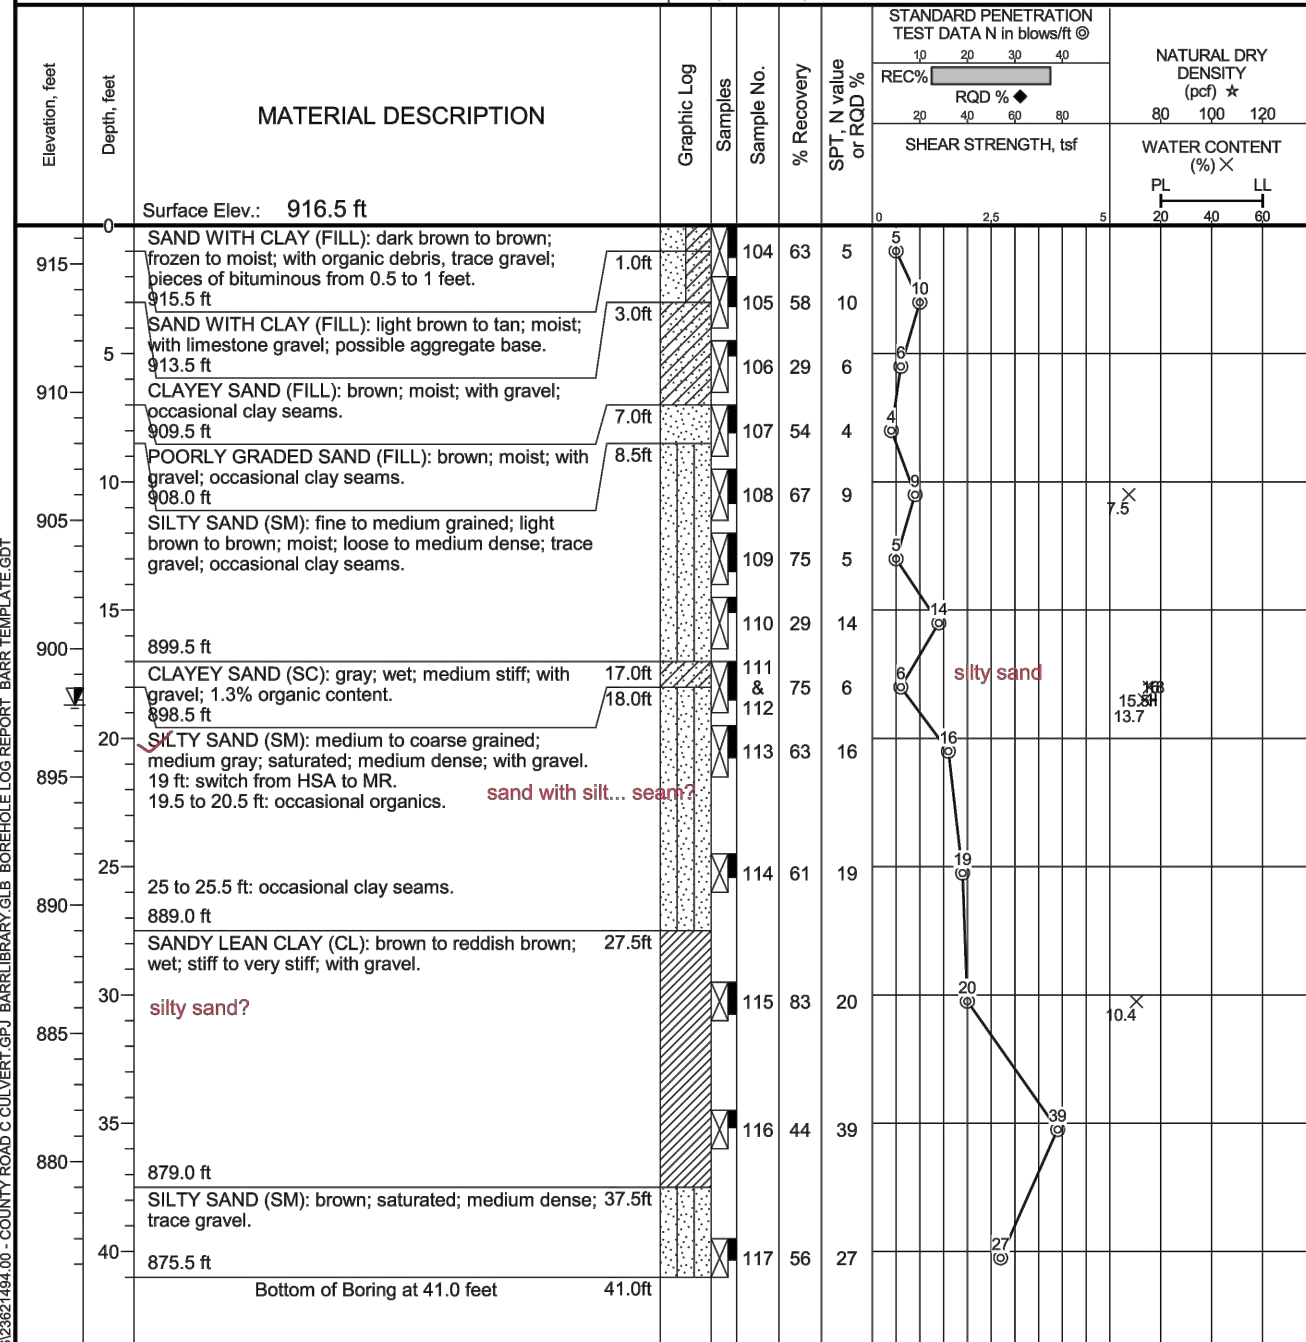 STANDARD PENETRATION
TEST DATA N in blows/ft
10 20 30 40
REC%
RQD %
20 40 60 80
SHEAR STRENGTH, tsf
0 2,5 5
NATURAL DRY
DENSITY
(pcf)
80 100 120
WATER CONTENT
(%)
PL LL
20 40 60
Elevation, feet
Depth, feet
MATERIAL DESCRIPTION
Graphic Log
Samples
Sample No.
% Recovery
SPT, N value
or RQD %
Surface Elev.: 916.5 ft
0
SAND WITH CLAY (FILL): dark brown to brown;
frozen to moist; with organic debris, trace gravel;
pieces of bituminous from 0.5 to 1 feet.
915.5 ft
1.0ft
915
104 63 5 5
SAND WITH CLAY (FILL): light brown to tan; moist;
with limestone gravel; possible aggregate base.
913.5 ft
3.0ft
105 58 10 10
5
CLAYEY SAND (FILL): brown; moist; with gravel;
occasional clay seams.
909.5 ft
7.0ft
910
106 29 6 6
107 54 4 4
POORLY GRADED SAND (FILL): brown; moist; with
gravel; occasional clay seams.
908.0 ft
8.5ft
10
108 67 9 9
7.5
905
SILTY SAND (SM): fine to medium grained; light
brown to brown; moist; loose to medium dense; trace
gravel; occasional clay seams.
109 75 5 5
15
110 29 14 14
899.5 ft
900
CLAYEY SAND (SC): gray; wet; medium stiff; with
gravel; 1.3% organic content.
898.5 ft
17.0ft
18.0ft
111
&
112
75 6 6
silty sand
13.7
20
SILTY SAND (SM): medium to coarse grained;
medium gray; saturated; medium dense; with gravel.
19 ft: switch from HSA to MR.
19.5 to 20.5 ft: occasional organics.
113 63 16 16
895
sand with silt... seam?
25
25 to 25.5 ft: occasional clay seams.
889.0 ft
114 61 19 19
890
SANDY LEAN CLAY (CL): brown to reddish brown;
wet; stiff to very stiff; with gravel.
27.5ft
30
silty sand?
115 83 20 20
10.4
885
35
116 44 39 39
880
879.0 ft
SILTY SAND (SM): brown; saturated; medium dense;
trace gravel.
37.5ft
40
875.5 ft
117 56 27 27
Bottom of Boring at 41.0 feet
41.0ft
23621494.00 - COUNTY ROAD C CULVERT.GPJ BARRLIBRARY.GLB BOREHOLE LOG REPORT BARR TEMPLATE.GDT